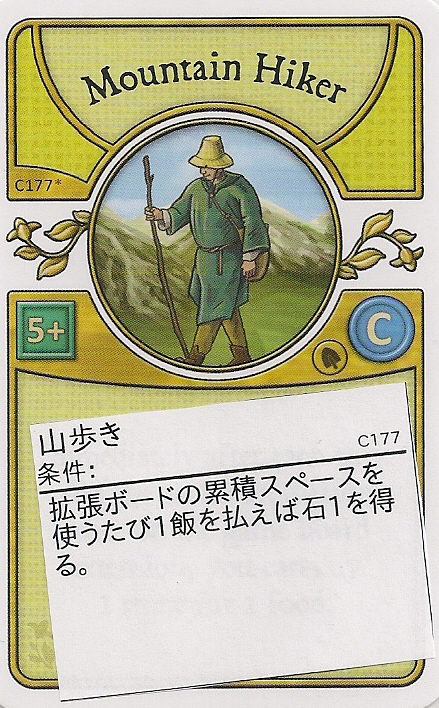 Mountain Hiker
C177*
5+
C
山歩き
C177
条件:
拡張ボードの累積スペースを
使うたび1飯を払えば石1を得
る。